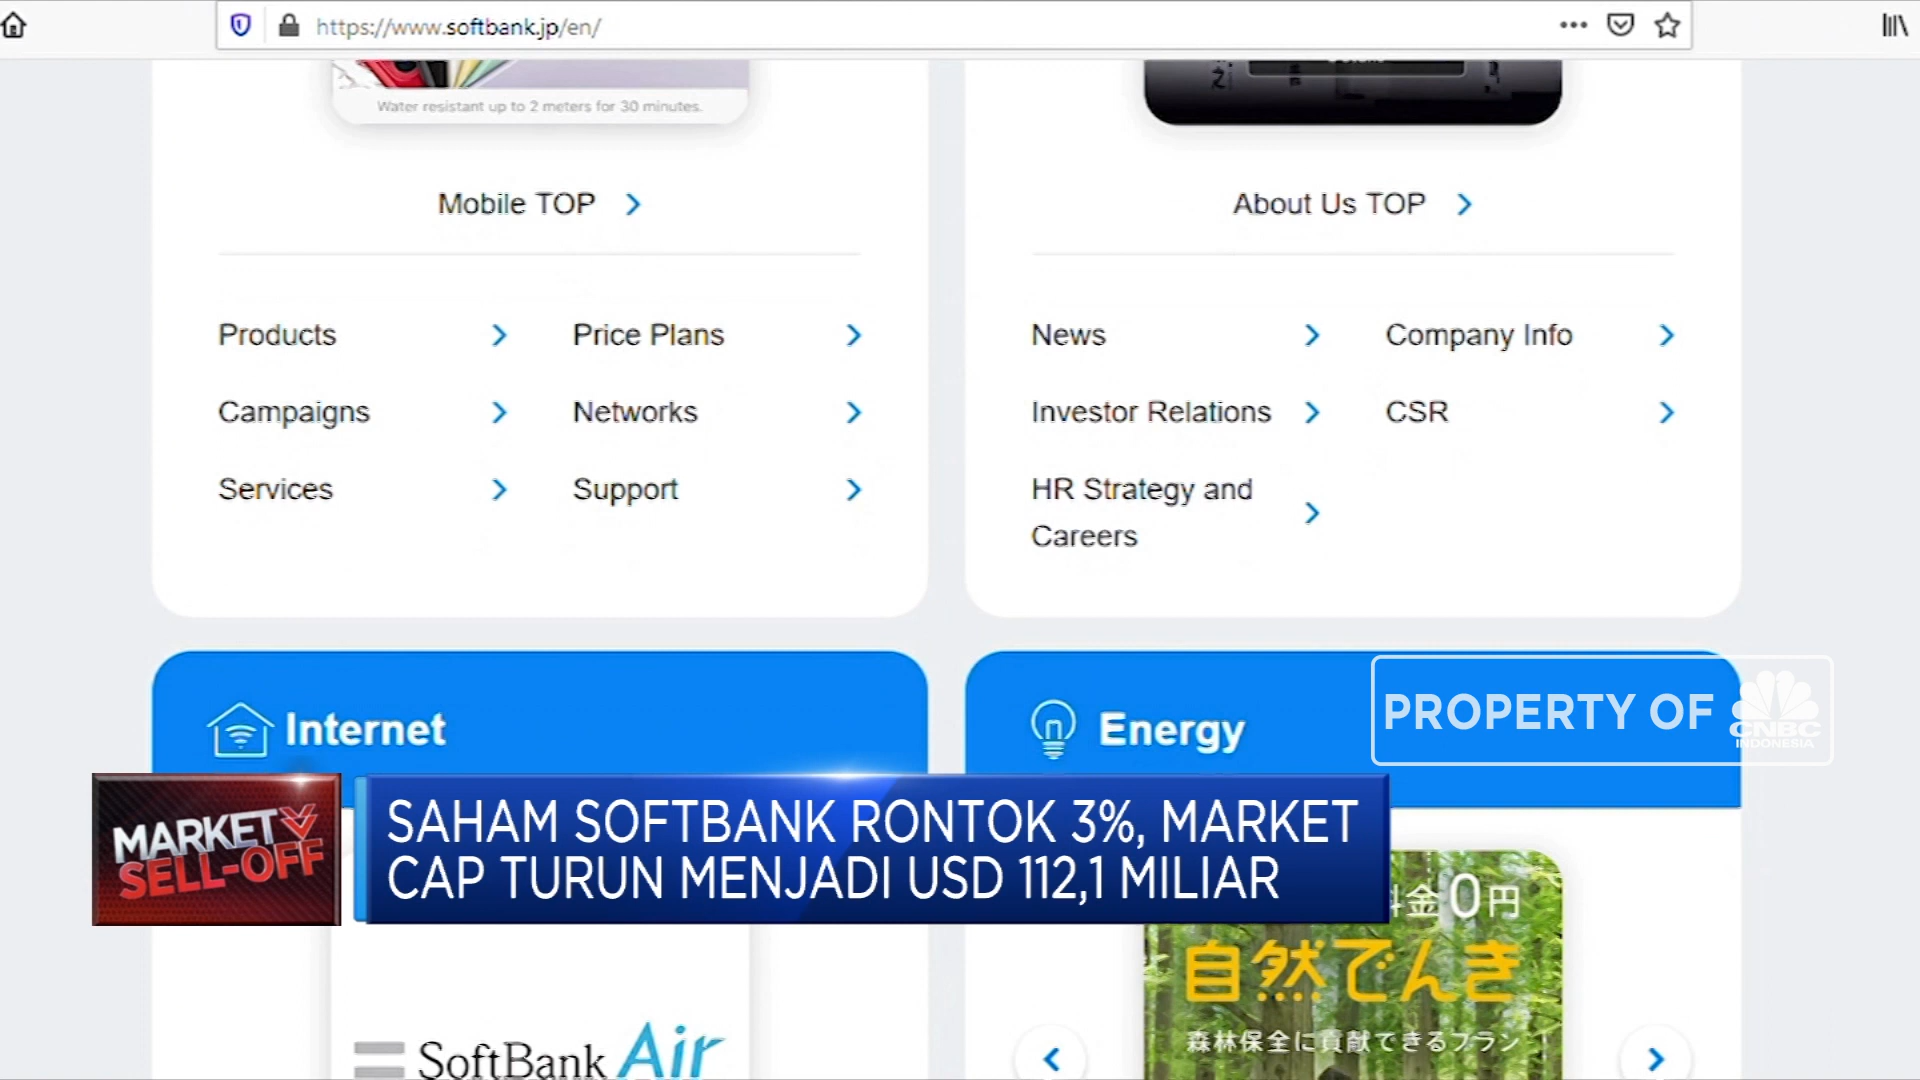 https://www.softbank.jp/en/
Water resistant up to 2 meters for 30 minutes.
Mobile TOP
About Us TOP
Products
Price Plans
News
Company Info
Campaigns
Networks
Investor Relations
CSR
Services
Support
HR Strategy and
Careers
Internet
Energy
PROPERTY OF
CNBC
INDONESIA
MARKET
SELL-OFF
SAHAM SOFTBANK RONTOK 3%, MARKET
CAP TURUN MENJADI USD 112,1 MILIAR
料金0円
自然でんき
森林保全に貢献できるプラン
SoftBank Air